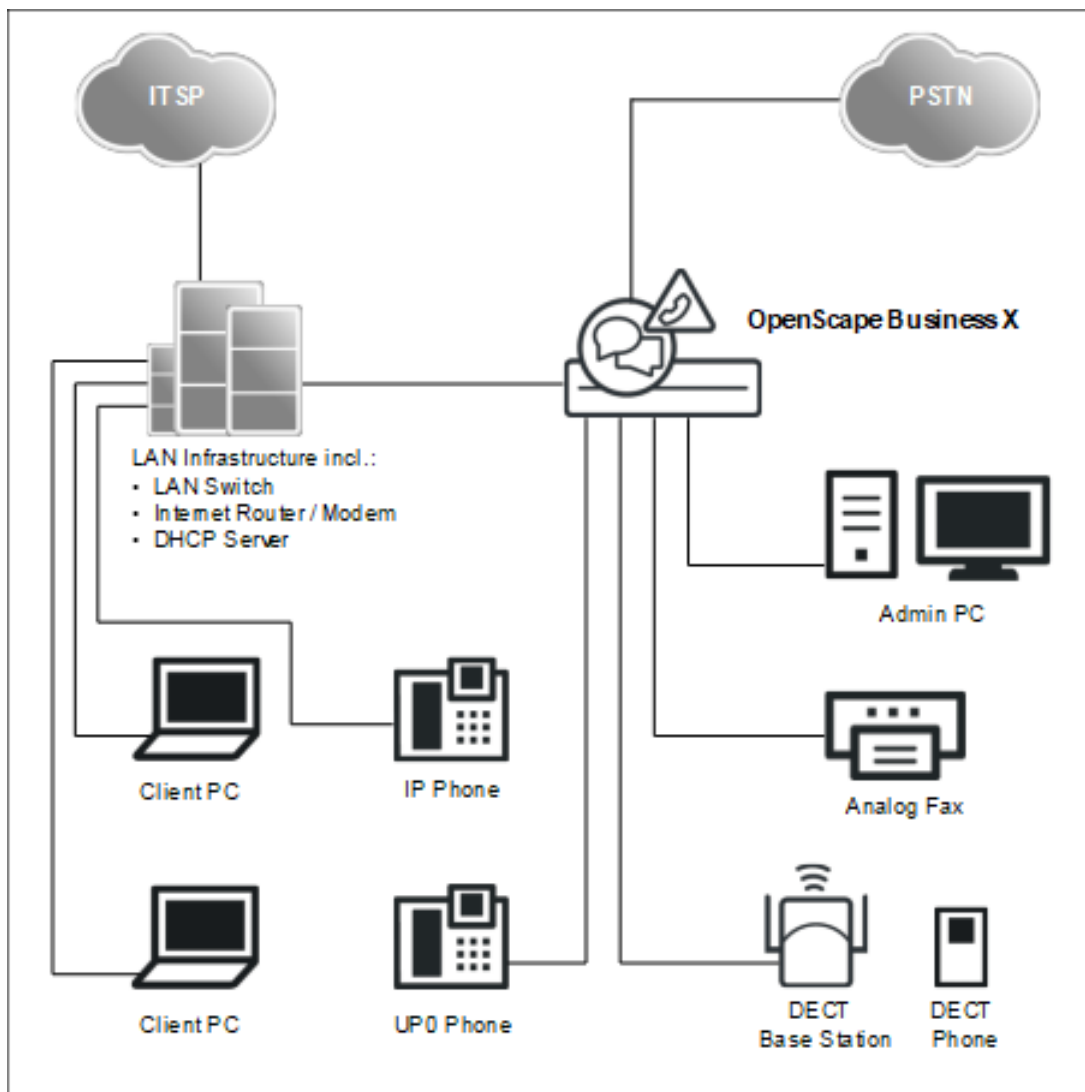 ITSP
PSTN
OpenScape Business X
LAN Infrastructure incl.:
• LAN Switch
• Internet Router / Modem
• DHCP Server
Admin PC
Client PC
IP Phone
Analog Fax
Client PC
UP0 Phone
DECT
Base Station
DECT
Phone